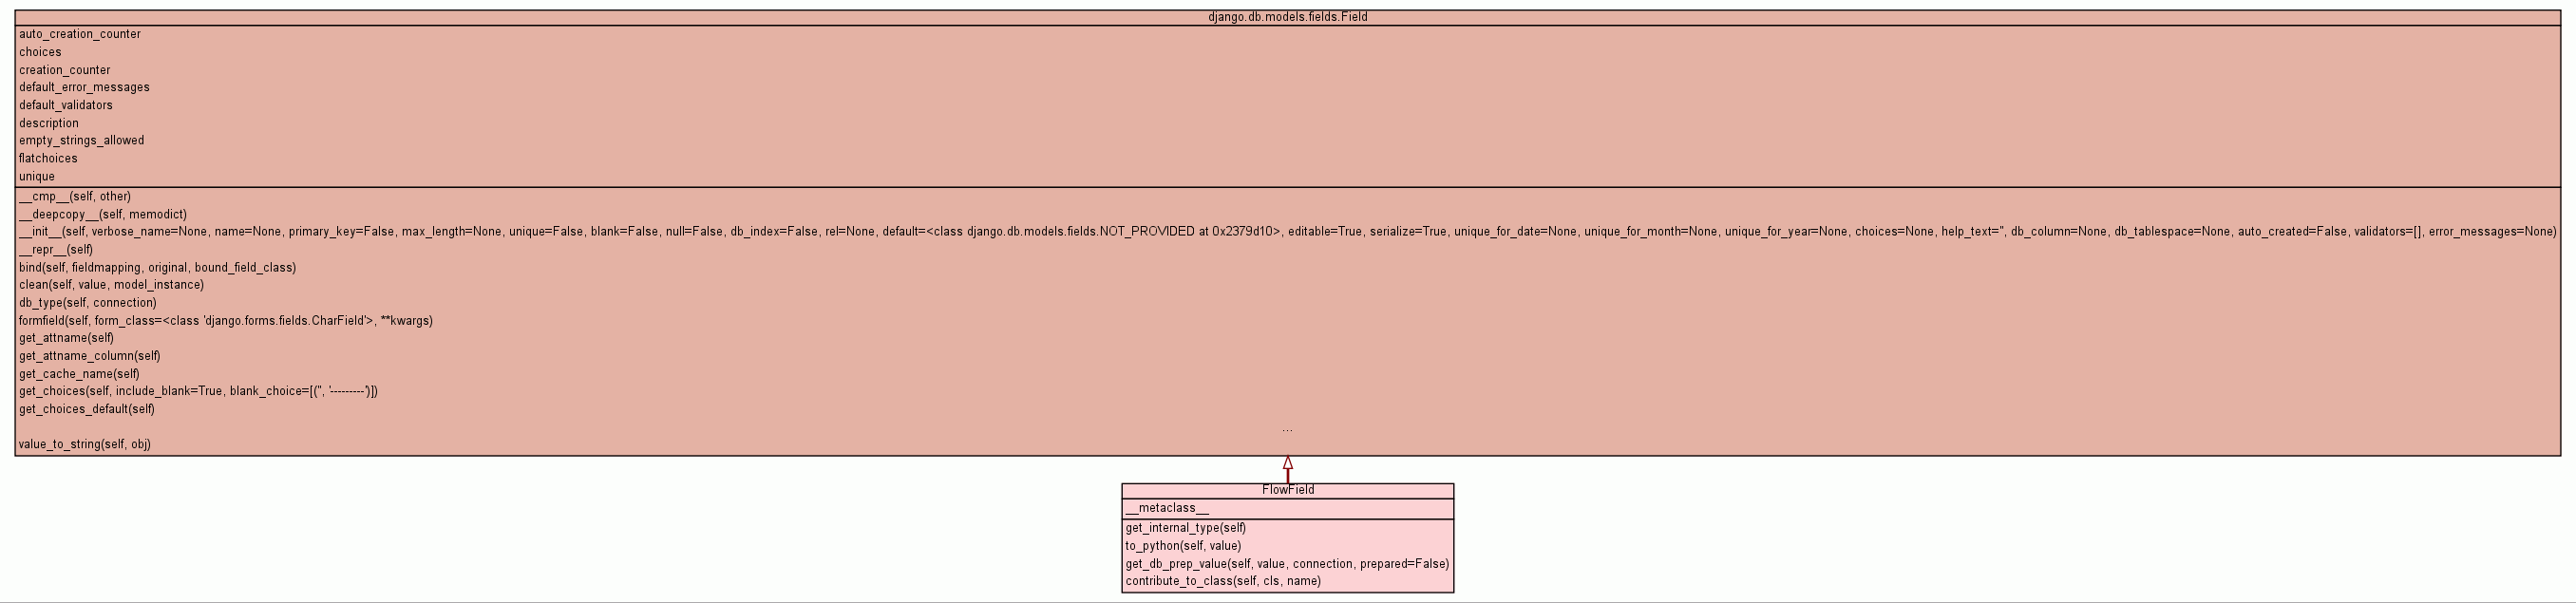 django.db.models.fields.Field
auto_creation_counter
choices
creation_counter
default_error_messages
default_validators
description
empty_strings_allowed
flatchoices
unique
__cmp__(self, other)
__deepcopy__(self, memodict)
__init__(self, verbose_name=None, name=None, primary_key=False, max_length=None, unique=False, blank=False, null=False, db_index=False, rel=None, default=<class django.db.models.fields.NOT_PROVIDED at 0x2379d10>, editable=True, serialize=True, unique_for_date=None, unique_for_month=None, unique_for_year=None, choices=None, help_text='', db_column=None, db_tablespace=None, auto_created=False, validators=[], error_messages=None)
__repr__(self)
bind(self, fieldmapping, original, bound_field_class)
clean(self, value, model_instance)
db_type(self, connection)
formfield(self, form_class=<class 'django.forms.fields.CharField'>, **kwargs)
get_attname(self)
get_attname_column(self)
get_cache_name(self)
get_choices(self, include_blank=True, blank_choice=[('', '---------')])
get_choices_default(self)
...
value_to_string(self, obj)
FlowField
__metaclass__
get_internal_type(self)
to_python(self, value)
get_db_prep_value(self, value, connection, prepared=False)
contribute_to_class(self, cls, name)